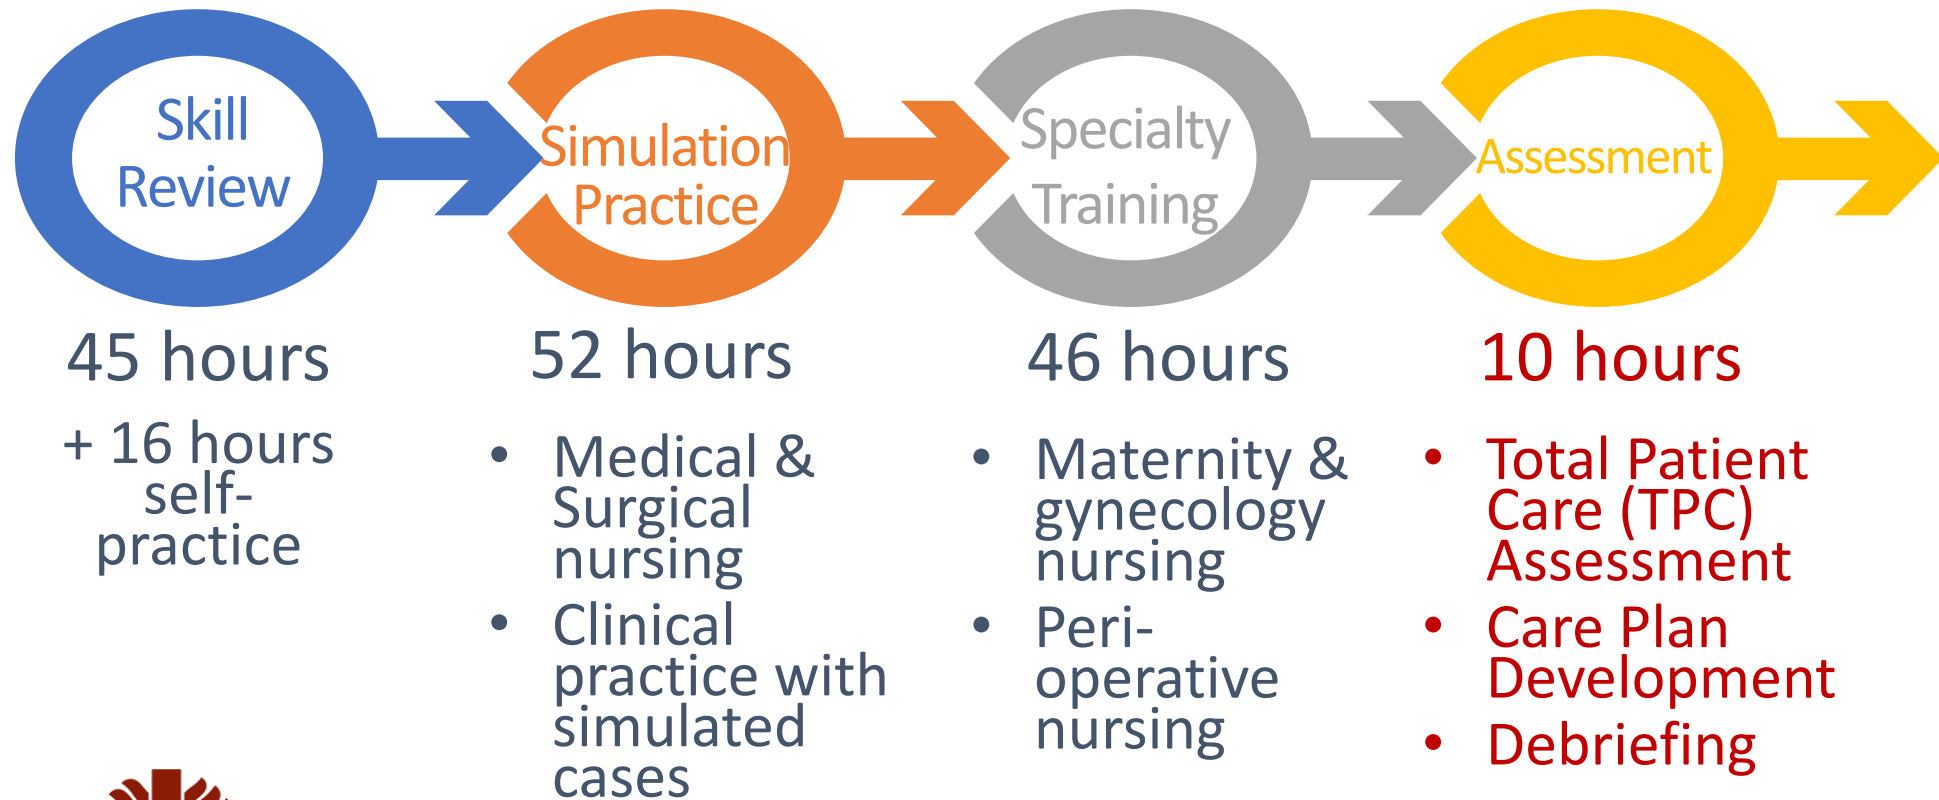 Skill
Review
Simulation
Practice
Specialty
Training
Assessment
45 hours
+ 16 hours
self-
practice
52 hours
• Medical &
Surgical
nursing
• Clinical
practice with
simulated
cases
46 hours
• Maternity &
gynecology
nursing
• Peri-
operative
nursing
10 hours
• Total Patient
Care (TPC)
Assessment
• Care Plan
Development
• Debriefing